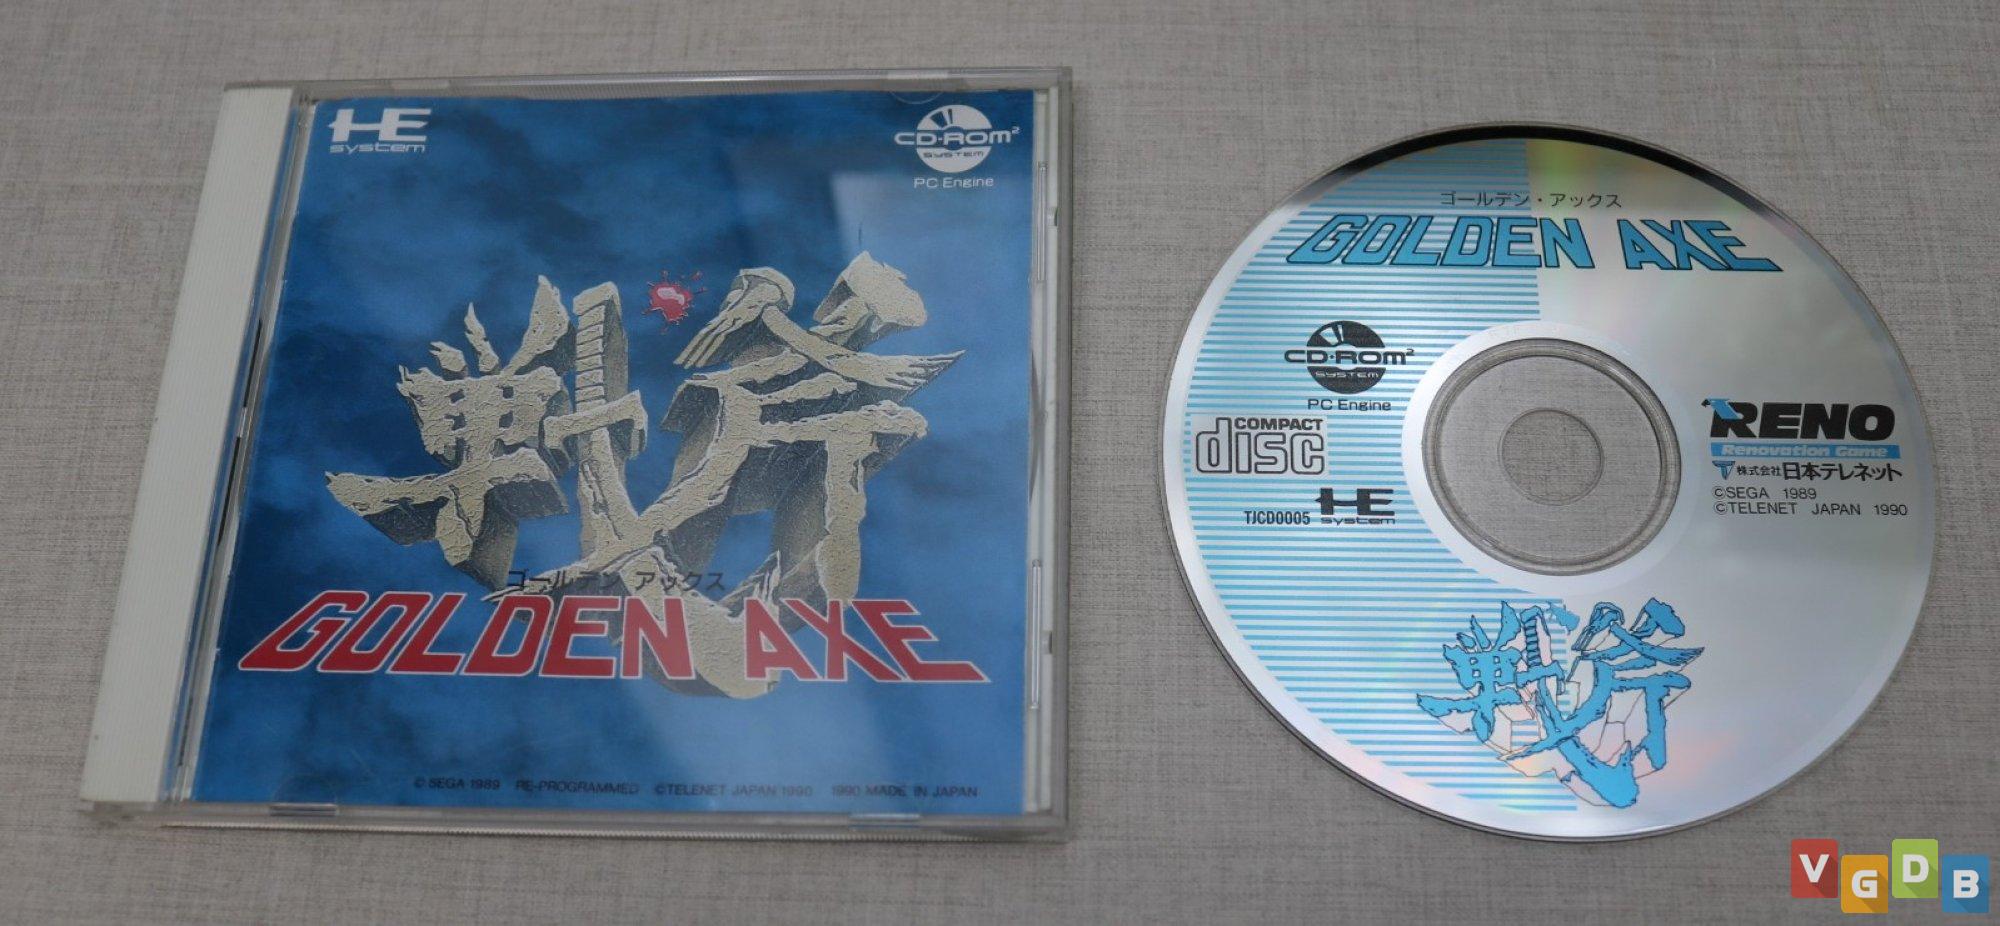 HE
system
CD-ROM²
SYSTEM
PC Engine
戦斧
ゴールデン アックス
GOLDEN AXE
© SEGA 1989 RE-PROGRAMMED ©TELENET JAPAN 1990 1990 MADE IN JAPAN
ゴールデン・アックス
GOLDEN AXE
CD-ROM²
SYSTEM
PC Engine
COMPACT
disc
TJCD0005
HE
system
RENO
Renovation Game
株式会社日本テレネット
©SEGA 1989
©TELENET JAPAN 1990
戦斧
VGDB